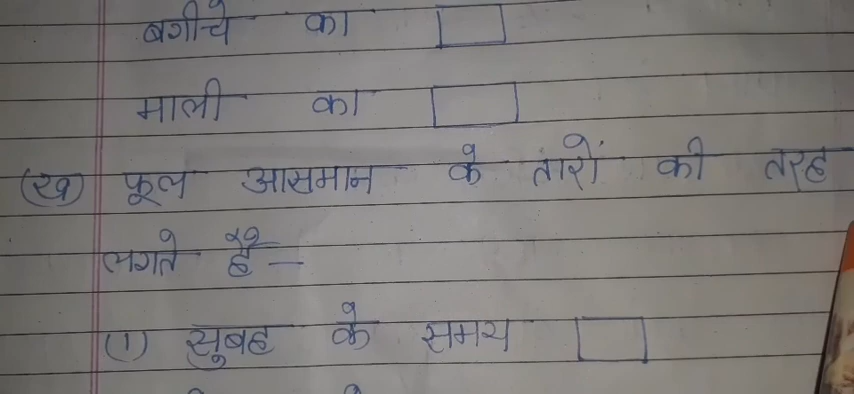 बगीचे का
माली का
(ख) फूल आसमान के तारों की तरह
लगते हैं —
(1) सुबह के समय